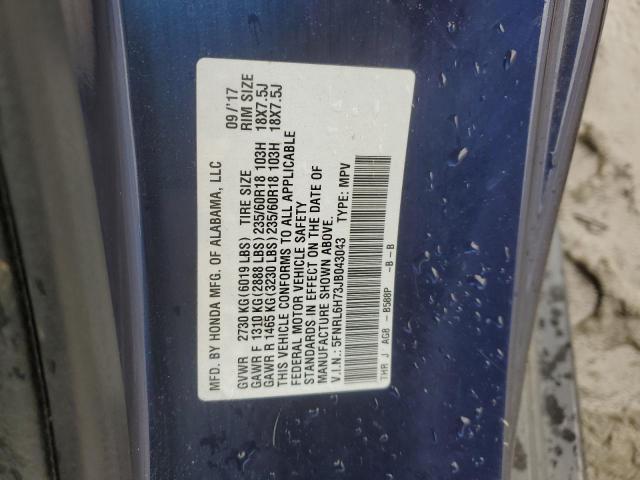 MFD. BY HONDA MFG. OF ALABAMA, LLC 09/'17
GVWR 2730 KG(6019 LBS) TIRE SIZE RIM SIZE
GAWR F 1310 KG(2888 LBS)235/60R18 103H 18X7.5J
GAWR R 1465 KG(3230 LBS)235/60R18 103H 18X7.5J
THIS VEHICLE CONFORMS TO ALL APPLICABLE
FEDERAL MOTOR VEHICLE SAFETY
STANDARDS IN EFFECT ON THE DATE OF
MANUFACTURE SHOWN ABOVE.
V.I.N.: 5FNRL6H73JB043043 TYPE: MPV
THR J AG8 - B588P -B-B